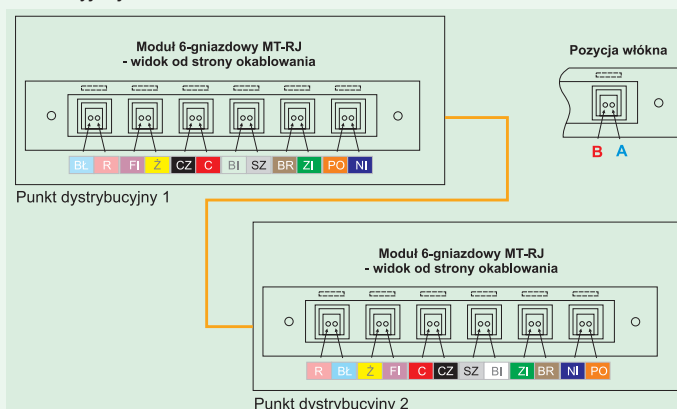 Moduł 6-gniazdowy MT-RJ
- widok od strony okablowania
BŁ R FI Ż CZ C BI SZ BR ZI PO NI
Punkt dystrybucyjny 1
Pozycja włókna
B A
Moduł 6-gniazdowy MT-RJ
- widok od strony okablowania
R BŁ Ż FI C CZ SZ BI ZI BR NI PO
Punkt dystrybucyjny 2